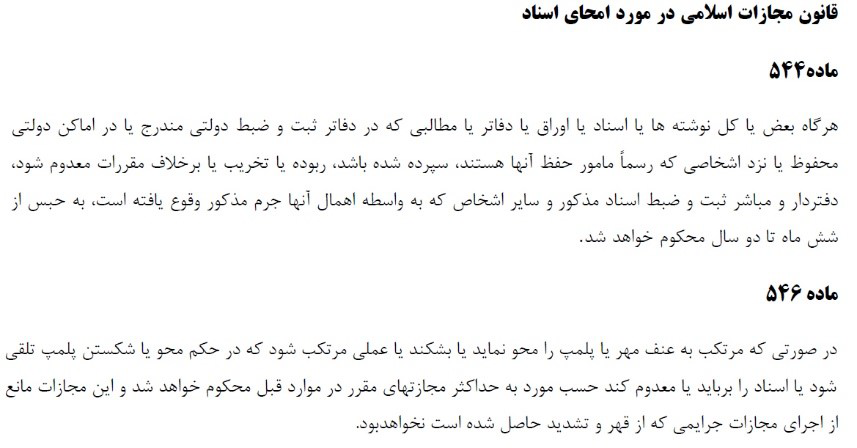 قانون مجازات اسلامی در مورد امحای اسناد
ماده۵۴۴
هرگاه بعض یا کل نوشته ها یا اسناد یا اوراق یا دفاتر یا مطالبی که در دفاتر ثبت و ضبط دولتی مندرج یا در اماکن دولتی
محفوظ یا نزد اشخاصی که رسماً مامور حفظ آنها هستند، سپرده شده باشد، ربوده یا تخریب یا برخلاف مقررات معدوم شود،
دفتردار و مباشر ثبت و ضبط اسناد مذکور و سایر اشخاص که به واسطه اهمال آنها جرم مذکور وقوع یافته است، به حبس از
شش ماه تا دو سال محکوم خواهد شد.
ماده ۵۴۶
در صورتی که مرتکب به عنف مهر یا پلمپ را محو نماید یا بشکند یا عملی مرتکب شود که در حکم محو یا شکستن پلمپ تلقی
شود یا اسناد را برباید یا معدوم کند حسب مورد به حداکثر مجازتهای مقرر در موارد قبل محکوم خواهد شد و این مجازات مانع
از اجرای مجازات جرایمی که از قهر و تشدید حاصل شده است نخواهدبود.